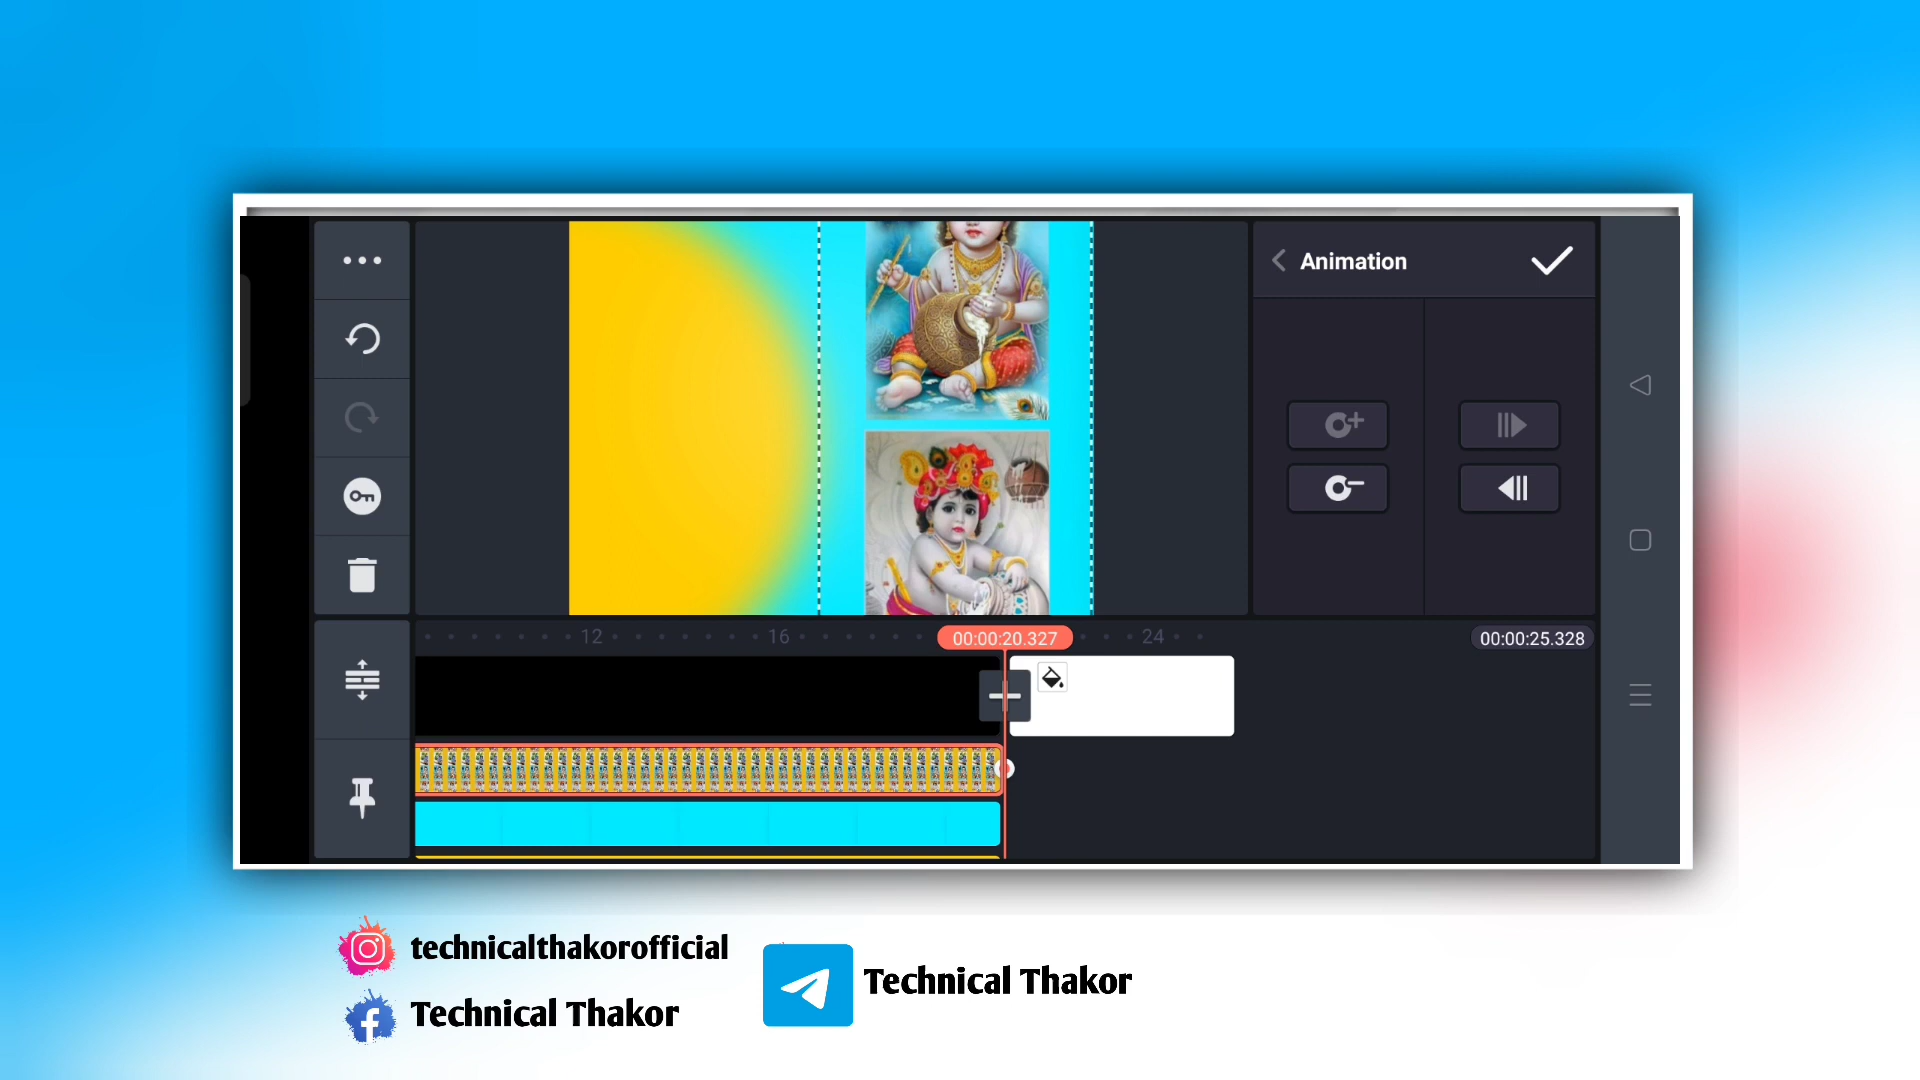 Animation
12
16
00:00:20.327
24
00:00:25.328
technicalthakorofficial
Technical Thakor
Technical Thakor